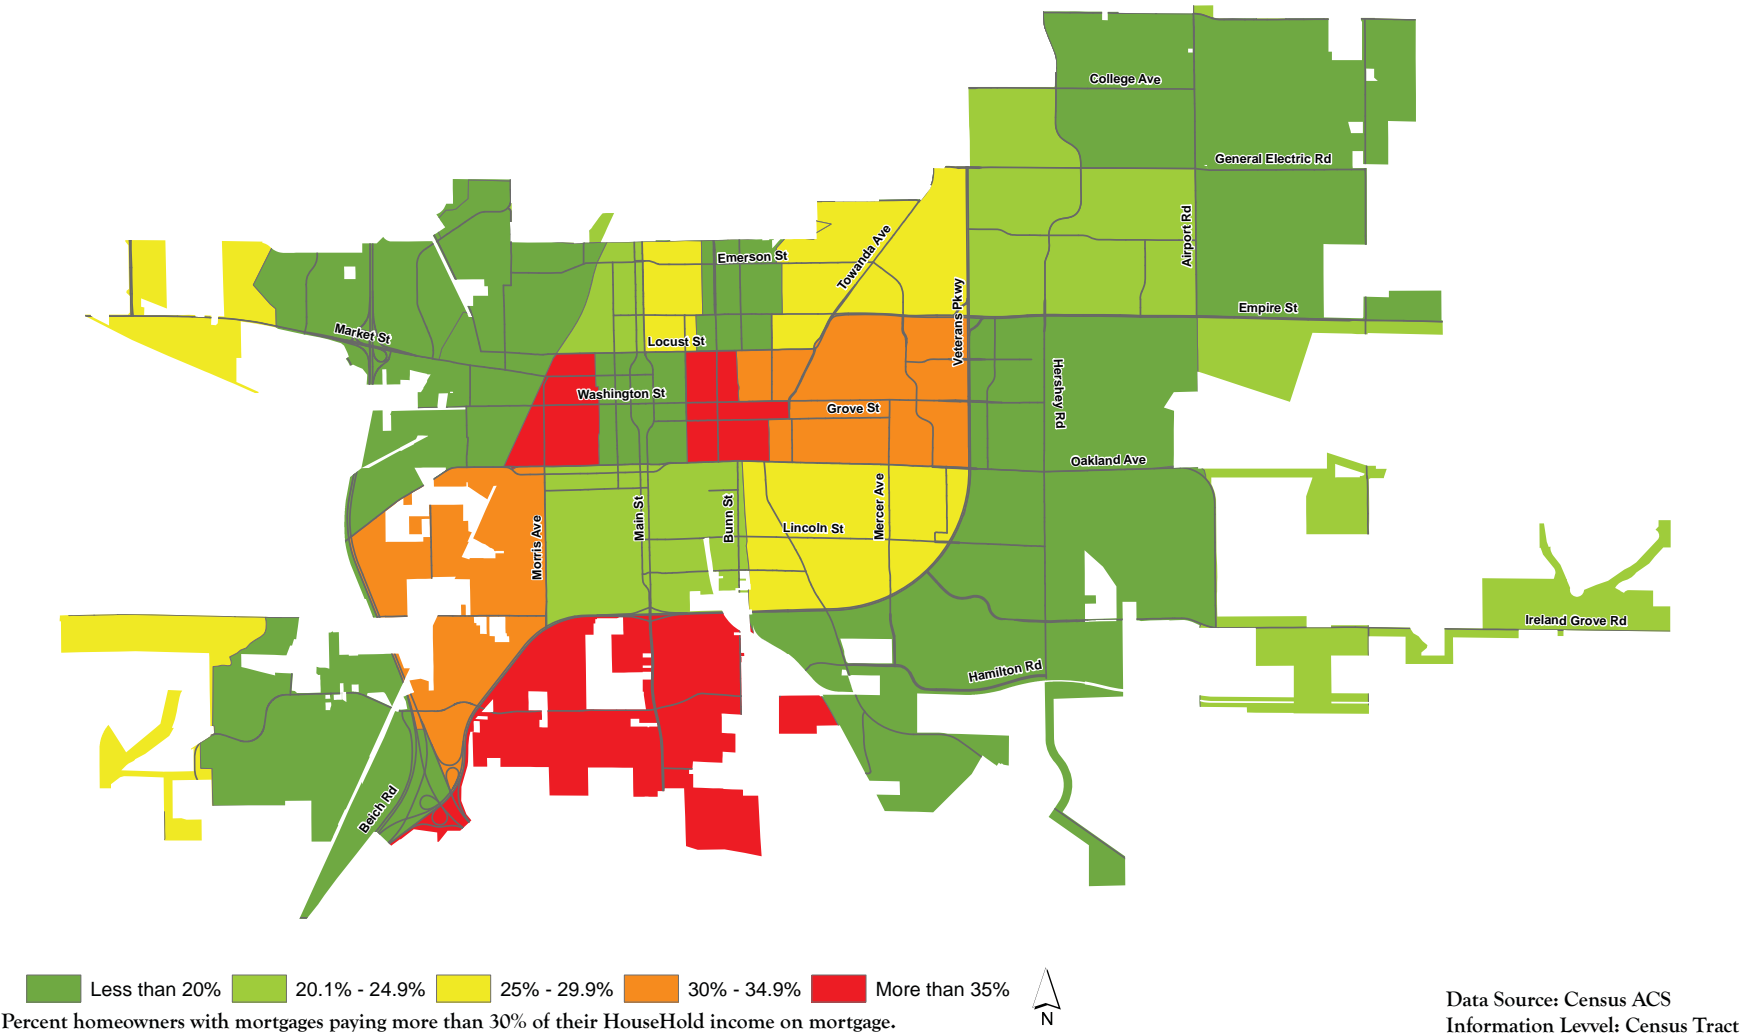 College Ave
General Electric Rd
Airport Rd
Towanda Ave
Emerson St
Veterans Pkwy
Empire St
Market St
Locust St
Washington St
Hershey Rd
Grove St
Oakland Ave
Main St
Bunn St
Mercer Ave
Lincoln St
Morris Ave
Ireland Grove Rd
Hamilton Rd
Beich Rd
Less than 20%
20.1% - 24.9%
25% - 29.9%
30% - 34.9%
More than 35%
N
Percent homeowners with mortgages paying more than 30% of their HouseHold income on mortgage.
Data Source: Census ACS
Information Levvel: Census Tract